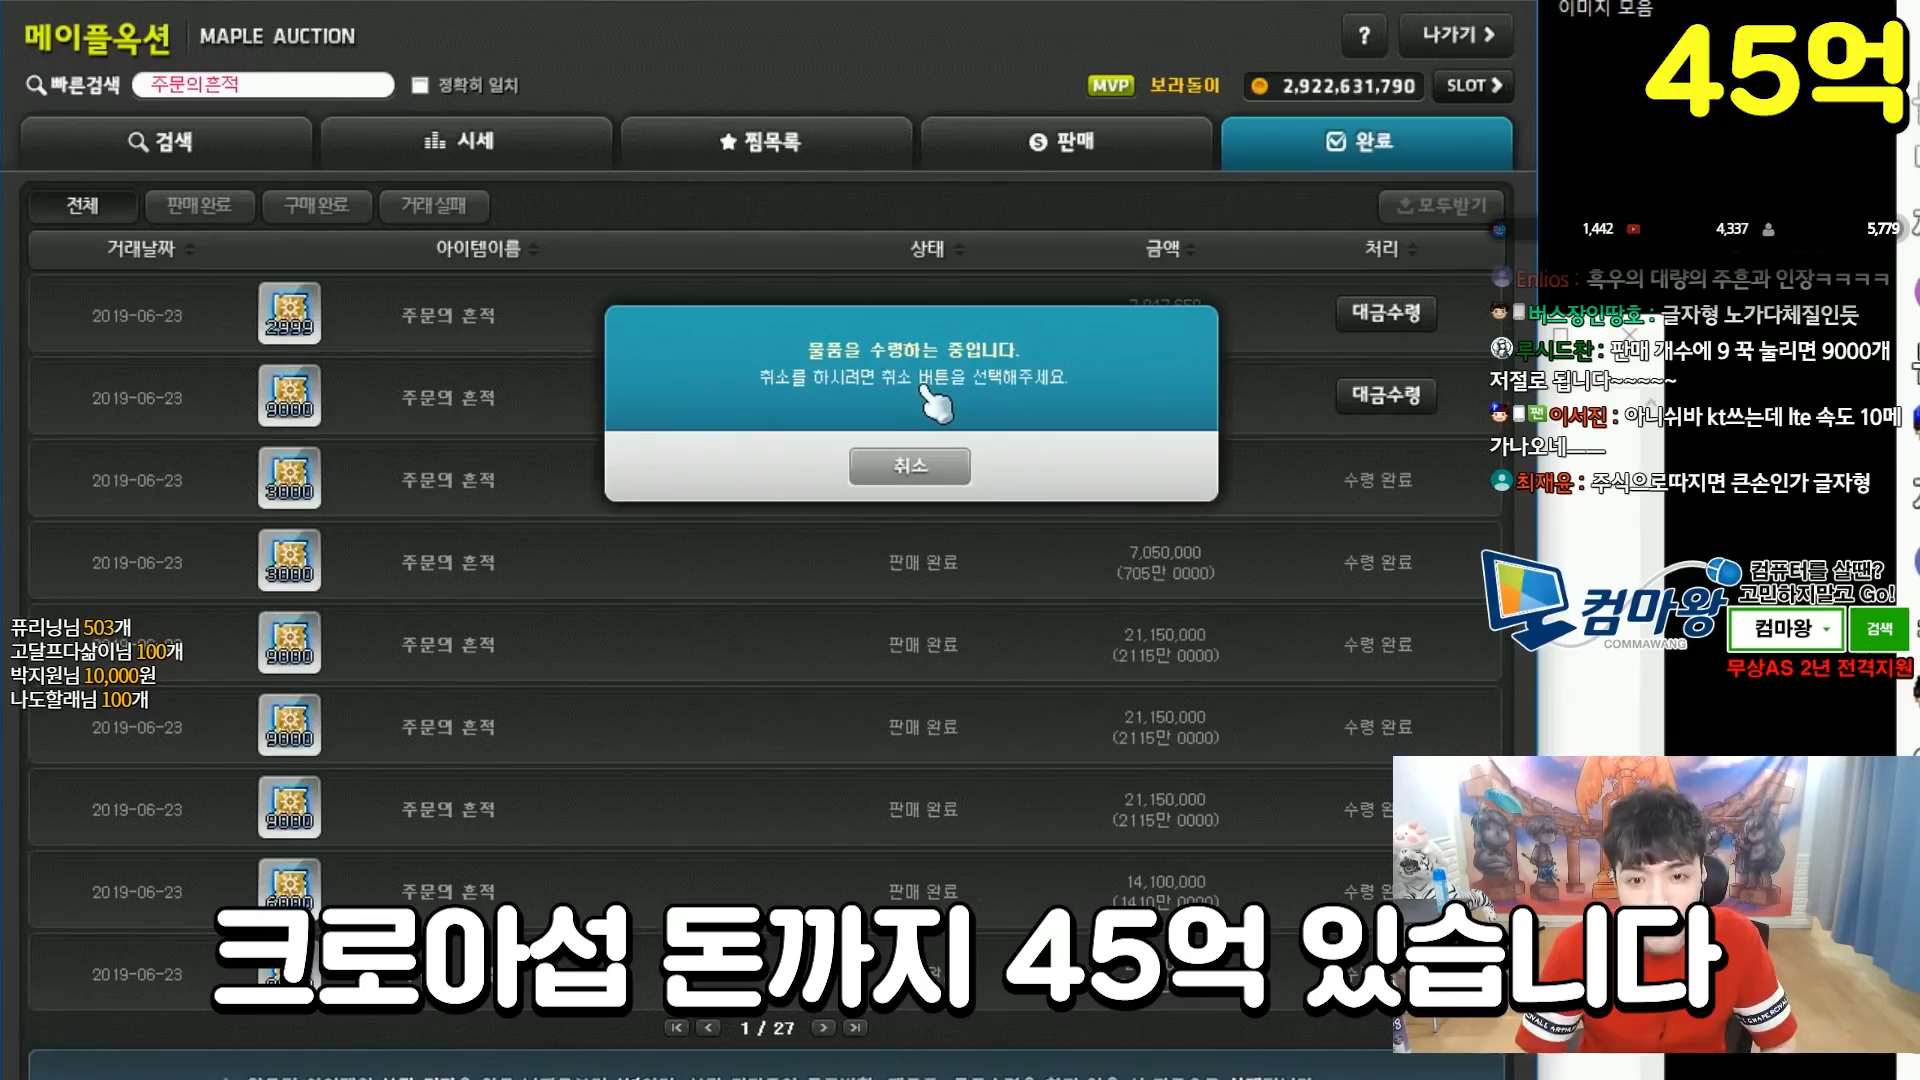 메이플옥션 MAPLE AUCTION
? 나가기
빠른검색 주문의흔적 정확히 일치
MVP 보라돌이 2,922,631,790 SLOT
검색 시세 찜목록 판매 완료
전체 판매완료 구매완료 거래실패 모두받기
거래날짜 아이템이름 상태 금액 처리
2019-06-23 2999 주문의 흔적 대금수령
2019-06-23 9000 주문의 흔적 대금수령
2019-06-23 3000 주문의 흔적 수령 완료
2019-06-23 3000 주문의 흔적 판매 완료 7,050,000 (705만 0000) 수령 완료
2019-06-23 9000 주문의 흔적 판매 완료 21,150,000 (2115만 0000) 수령 완료
2019-06-23 9000 주문의 흔적 판매 완료 21,150,000 (2115만 0000) 수령 완료
2019-06-23 9000 주문의 흔적 판매 완료 21,150,000 (2115만 0000) 수령
2019-06-23 6000 주문의 흔적 판매 완료 14,100,000 (1410만 0000) 수령
2019-06-23
물품을 수령하는 중입니다.
취소를 하시려면 취소 버튼을 선택해주세요.
취소
퓨리닝님 503개
고달프다삶이님 100개
박지원님 10,000원
나도할래님 100개
1 / 27
이미지 모음
45억
1,442 4,337 5,779
Enlios : 흑우의 대량의 주흔과 인장ㅋㅋㅋㅋ
버스장인땅호 : 글자형 노가다체질인듯
루시드찬 : 판매 개수에 9 꾹 눌리면 9000개
저절로 됩니다~~~~~
팬 이서진 : 아니쉬바 kt쓰는데 lte 속도 10메
가나오네ㅡㅡ
최재윤 : 주식으로따지면 큰손인가 글자형
컴마왕
COMMAWANG
컴퓨터를 살땐?
고민하지말고 Go!
컴마왕 검색
무상AS 2년 전격지원
크로아섭 돈까지 45억 있습니다